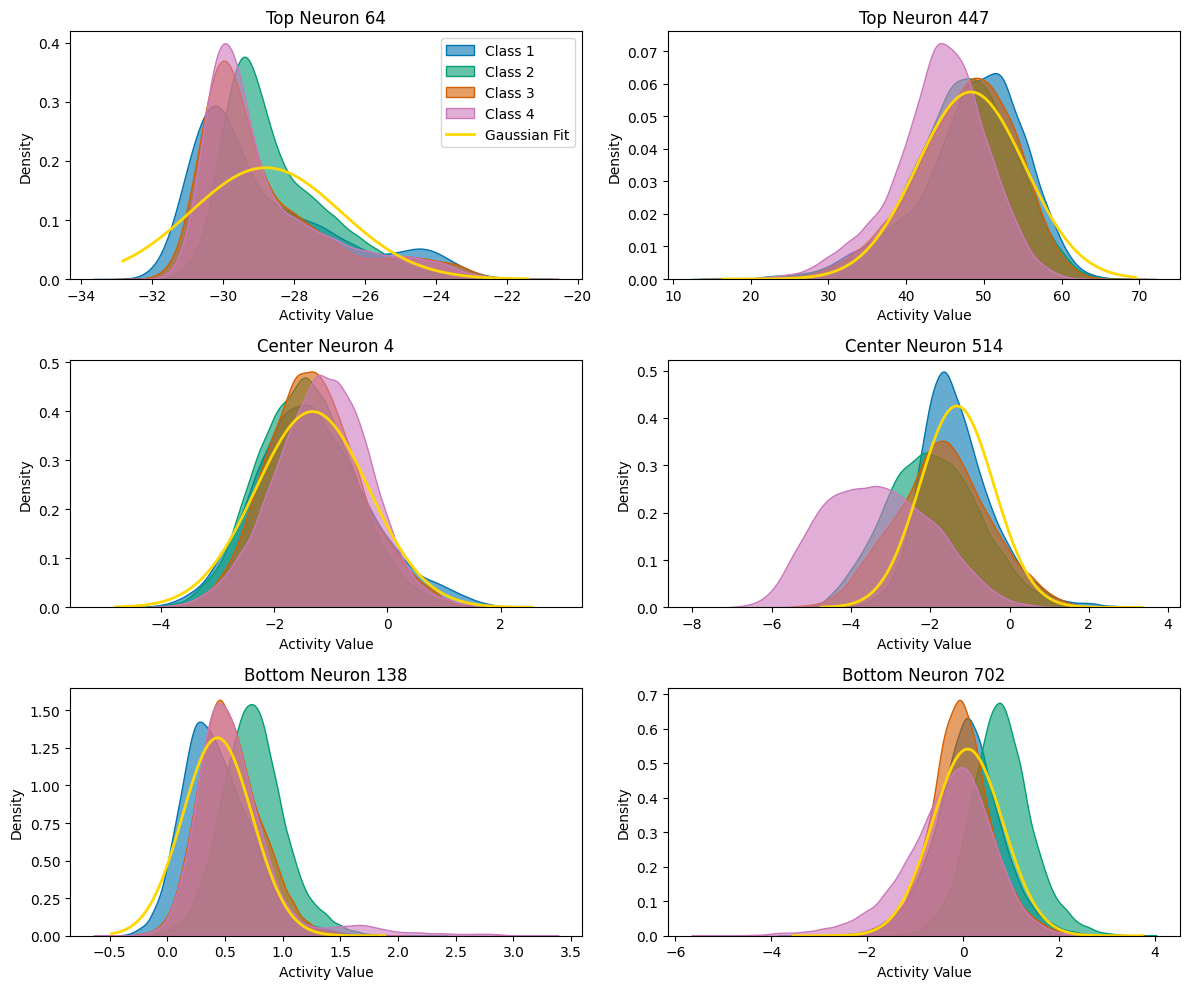 Top Neuron 64
Density
0.4
0.3
0.2
0.1
0.0
−34 −32 −30 −28 −26 −24 −22 −20
Activity Value
Class 1
Class 2
Class 3
Class 4
Gaussian Fit
Top Neuron 447
Density
0.07
0.06
0.05
0.04
0.03
0.02
0.01
0.00
10 20 30 40 50 60 70
Activity Value
Center Neuron 4
Density
0.5
0.4
0.3
0.2
0.1
0.0
−4 −2 0 2
Activity Value
Center Neuron 514
Density
0.5
0.4
0.3
0.2
0.1
0.0
−8 −6 −4 −2 0 2 4
Activity Value
Bottom Neuron 138
Density
1.50
1.25
1.00
0.75
0.50
0.25
0.00
−0.5 0.0 0.5 1.0 1.5 2.0 2.5 3.0 3.5
Activity Value
Bottom Neuron 702
Density
0.7
0.6
0.5
0.4
0.3
0.2
0.1
0.0
−6 −4 −2 0 2 4
Activity Value